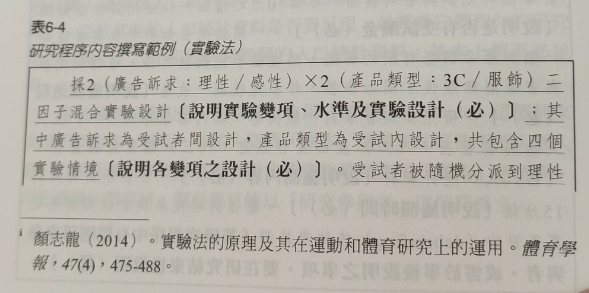 表6-4
研究程序內容撰寫範例（實驗法）
採2（廣告訴求：理性／感性）×2（產品類型：3C／服飾）二
因子混合實驗設計〔說明實驗變項、水準及實驗設計（必）〕；其
中廣告訴求為受試者間設計，產品類型為受試內設計，共包含四個
實驗情境〔說明各變項之設計（必）〕。受試者被隨機分派到理性
i 顏志龍（2014）。實驗法的原理及其在運動和體育研究上的運用。體育學
報，47(4)，475-488。